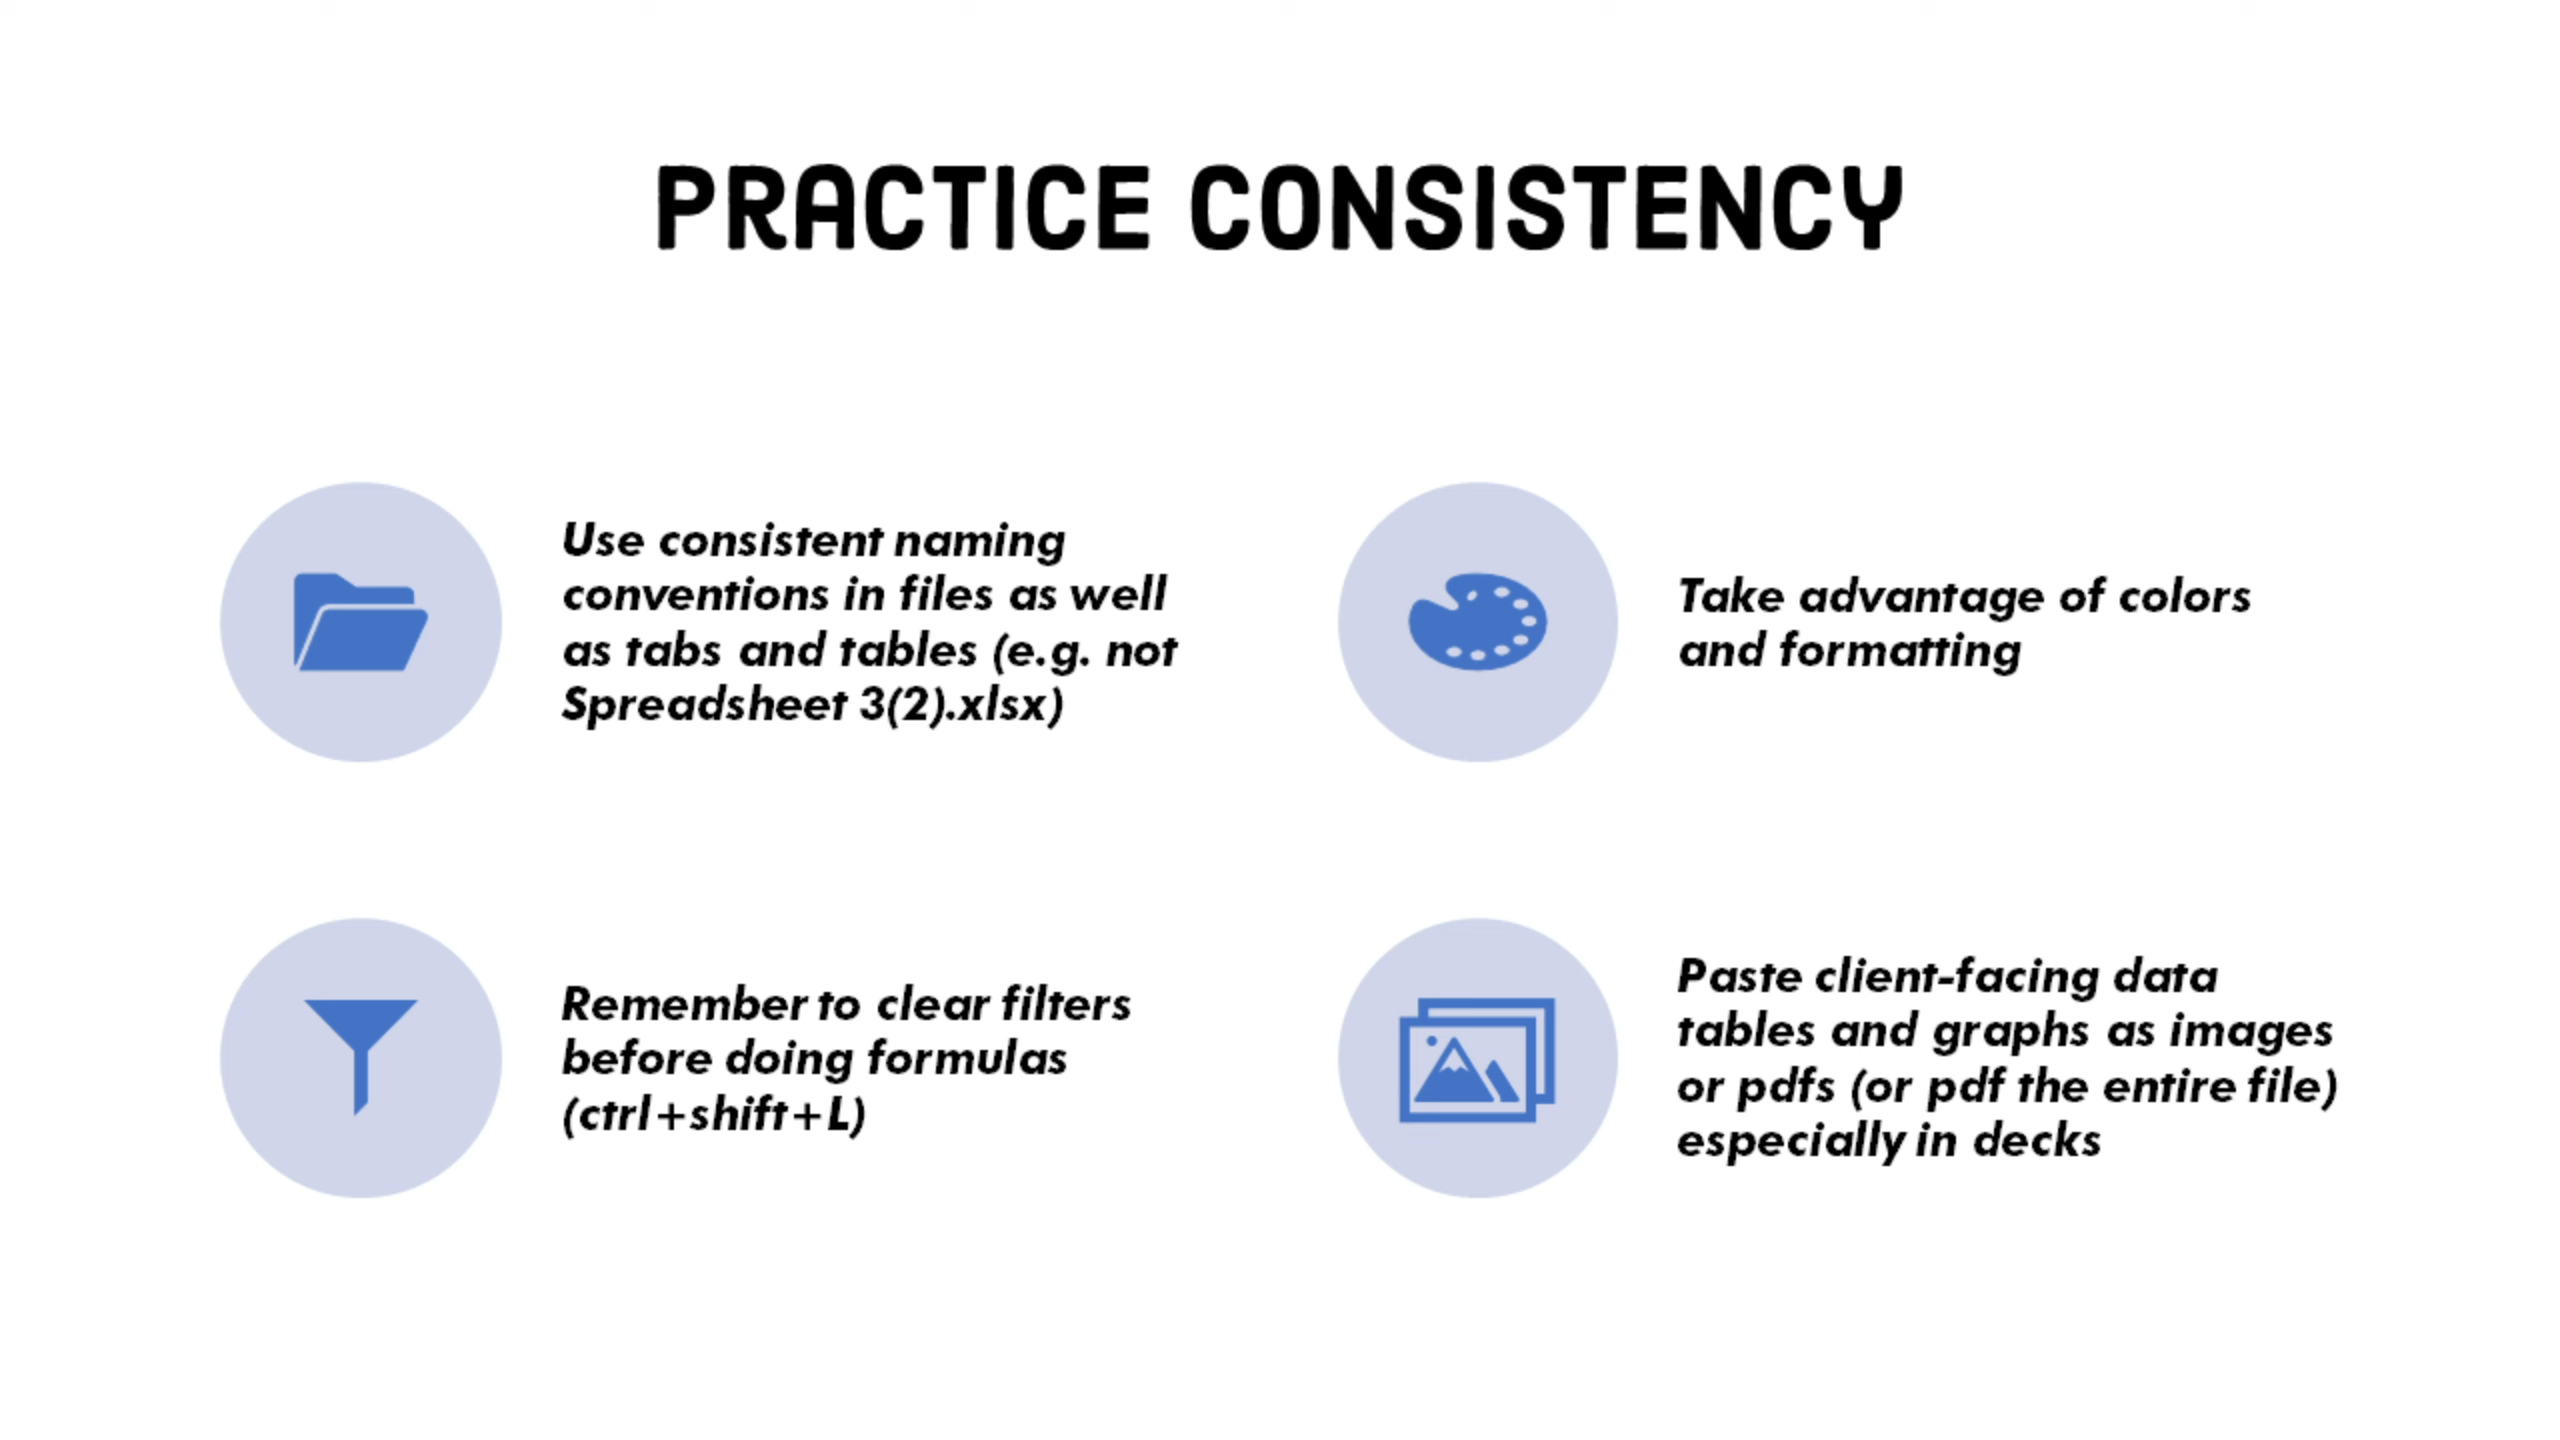 PRACTICE CONSISTENCY
Use consistent naming
conventions in files as well
as tabs and tables (e.g. not
Spreadsheet 3(2).xlsx)
Take advantage of colors
and formatting
Remember to clear filters
before doing formulas
(ctrl+shift+L)
Paste client-facing data
tables and graphs as images
or pdfs (or pdf the entire file)
especially in decks